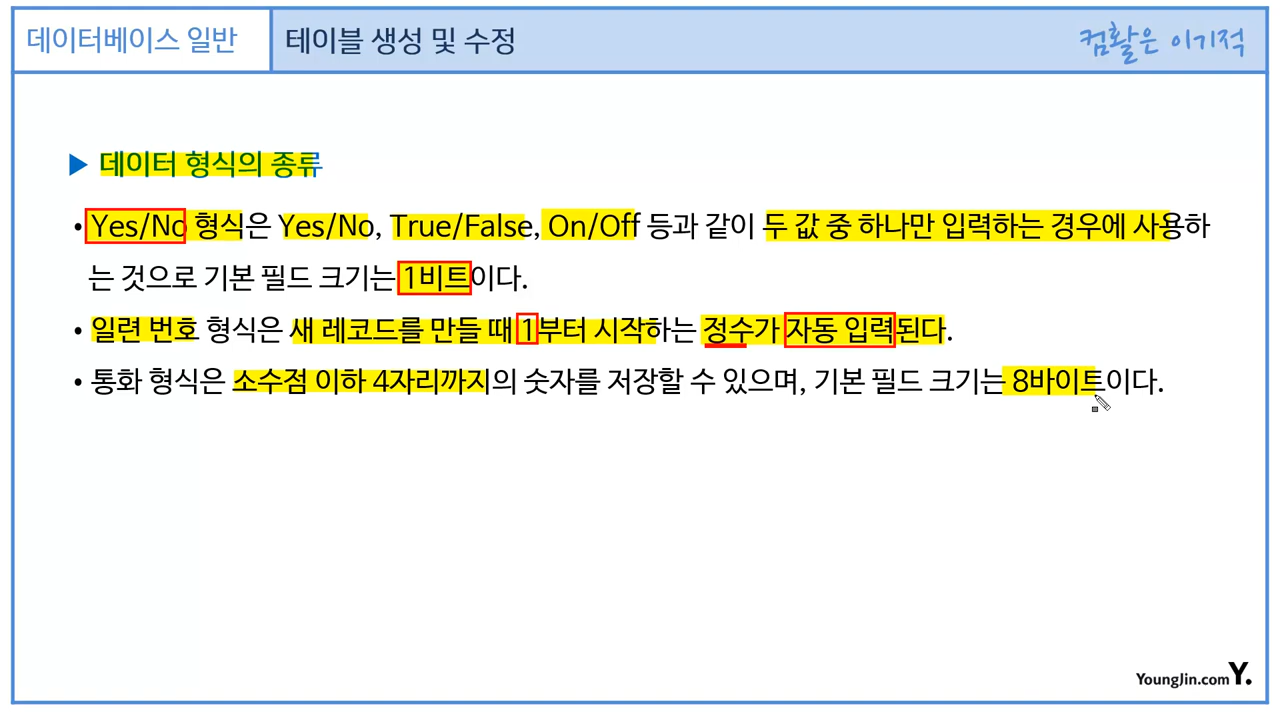 데이터베이스 일반
테이블 생성 및 수정
컴활은 이기적
▶ 데이터 형식의 종류
• Yes/No 형식은 Yes/No, True/False, On/Off 등과 같이 두 값 중 하나만 입력하는 경우에 사용하
는 것으로 기본 필드 크기는 1비트이다.
• 일련 번호 형식은 새 레코드를 만들 때 1부터 시작하는 정수가 자동 입력된다.
• 통화 형식은 소수점 이하 4자리까지의 숫자를 저장할 수 있으며, 기본 필드 크기는 8바이트이다.
YoungJin.com Y.